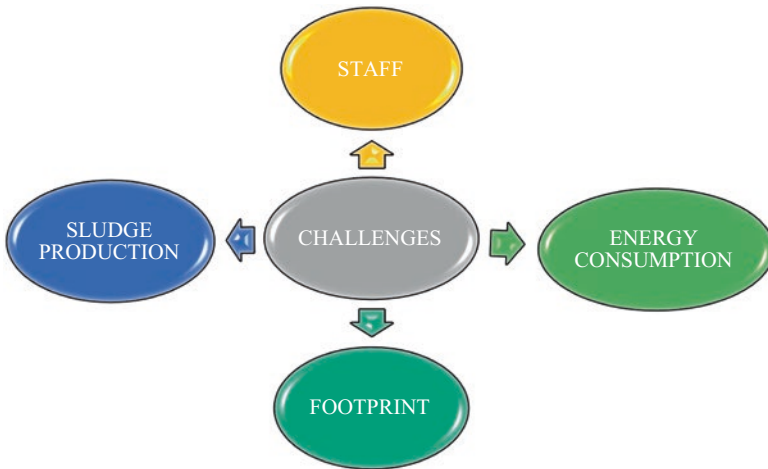 STAFF
SLUDGE
PRODUCTION
CHALLENGES
ENERGY
CONSUMPTION
FOOTPRINT